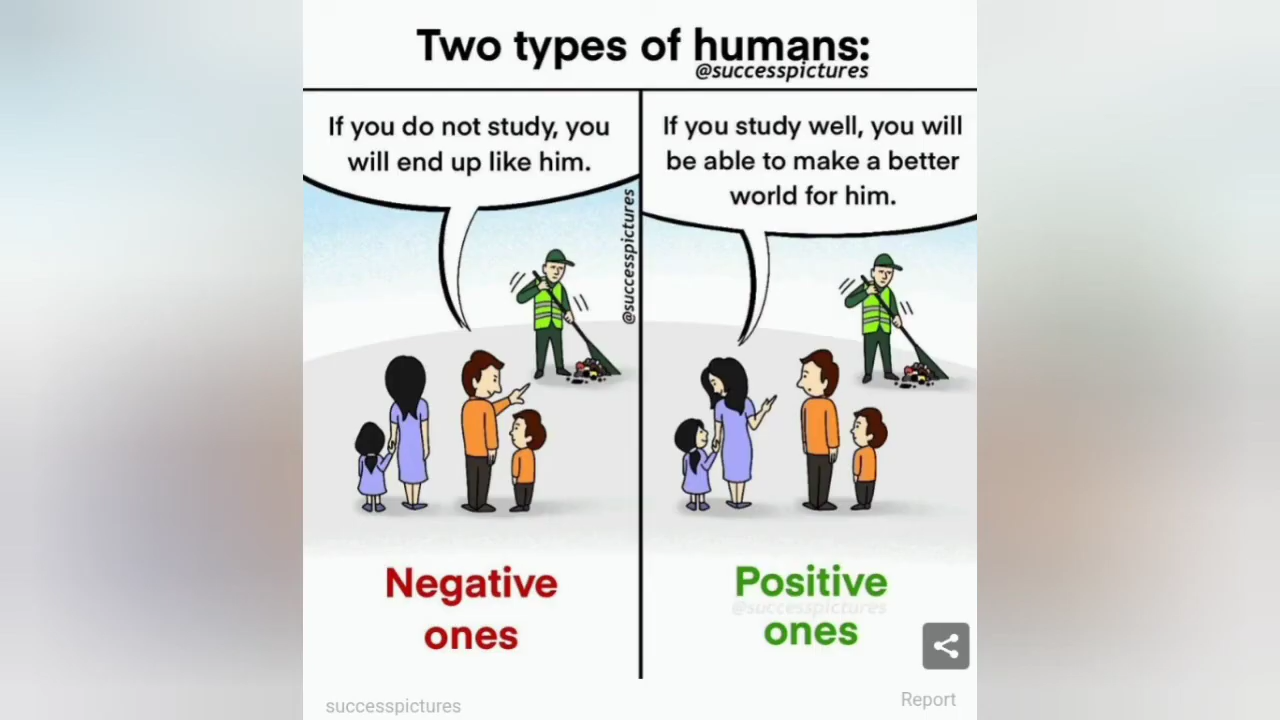 Two types of humans:
@successpictures
If you do not study, you
will end up like him.
@successpictures
If you study well, you will
be able to make a better
world for him.
Negative
ones
Positive
@successpictures
ones
successpictures
Report